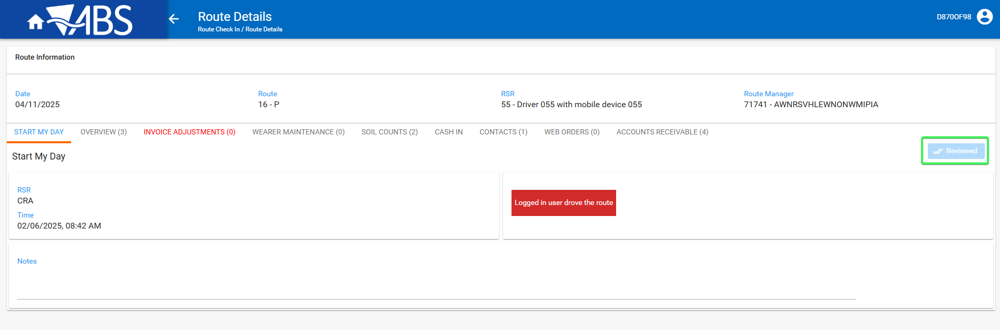 ABS
Route Details
Route Check In / Route Details
D870OF98
Route Information
Date
04/11/2025
Route
16 - P
RSR
55 - Driver 055 with mobile device 055
Route Manager
71741 - AWNRSVHLEWNONWMIPIA
START MY DAY
OVERVIEW (3)
INVOICE ADJUSTMENTS (0)
WEARER MAINTENANCE (0)
SOIL COUNTS (2)
CASH IN
CONTACTS (1)
WEB ORDERS (0)
ACCOUNTS RECEIVABLE (4)
Start My Day
Reviewed
RSR
CRA
Time
02/06/2025, 08:42 AM
Logged in user drove the route
Notes